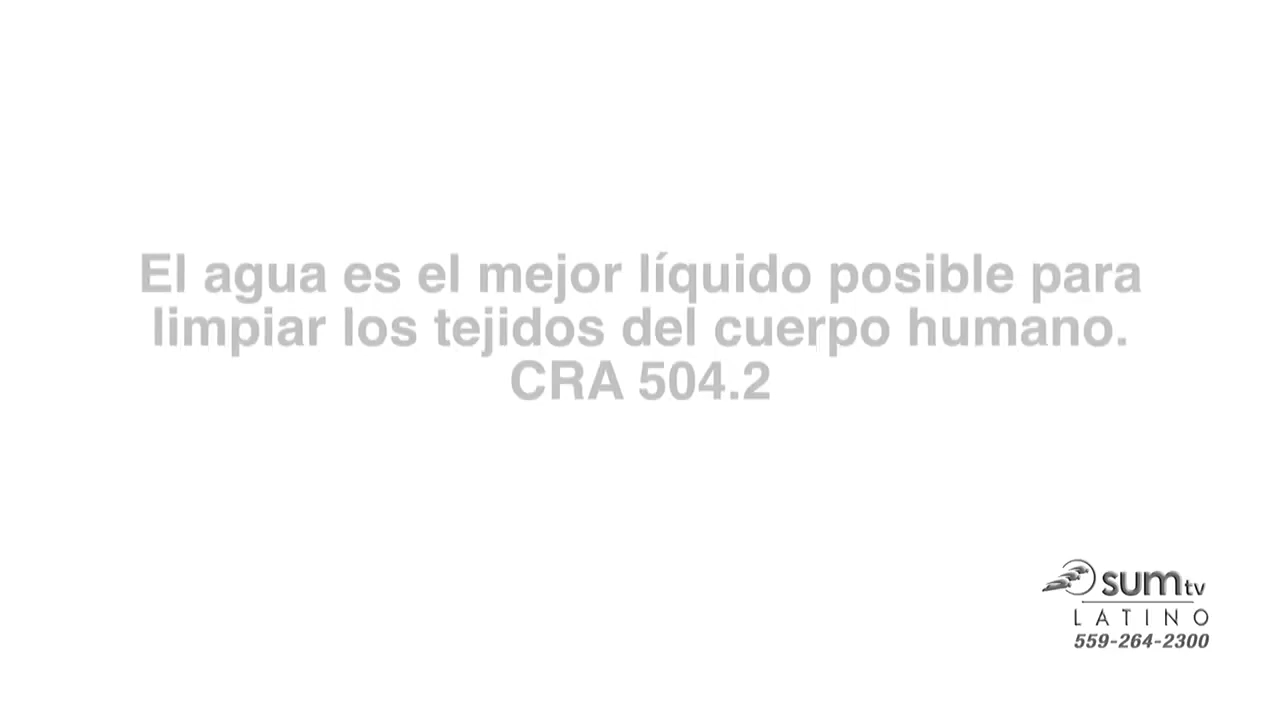 El agua es el mejor líquido posible para
limpiar los tejidos del cuerpo humano.
CRA 504.2
sumtv
LATINO
559-264-2300